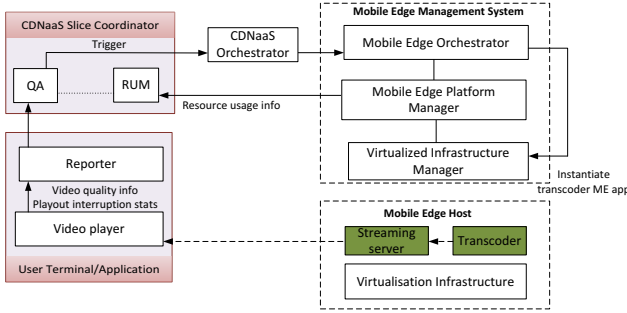 CDNaaS Slice Coordinator
Trigger
QA
RUM
CDNaaS
Orchestrator
Mobile Edge Management System
Mobile Edge Orchestrator
Mobile Edge Platform
Manager
Resource usage info
Virtualized Infrastructure
Manager
Instantiate
transcoder ME app
Reporter
Video quality info
Playout interruption stats
Video player
User Terminal/Application
Mobile Edge Host
Streaming
server
Transcoder
Virtualisation Infrastructure